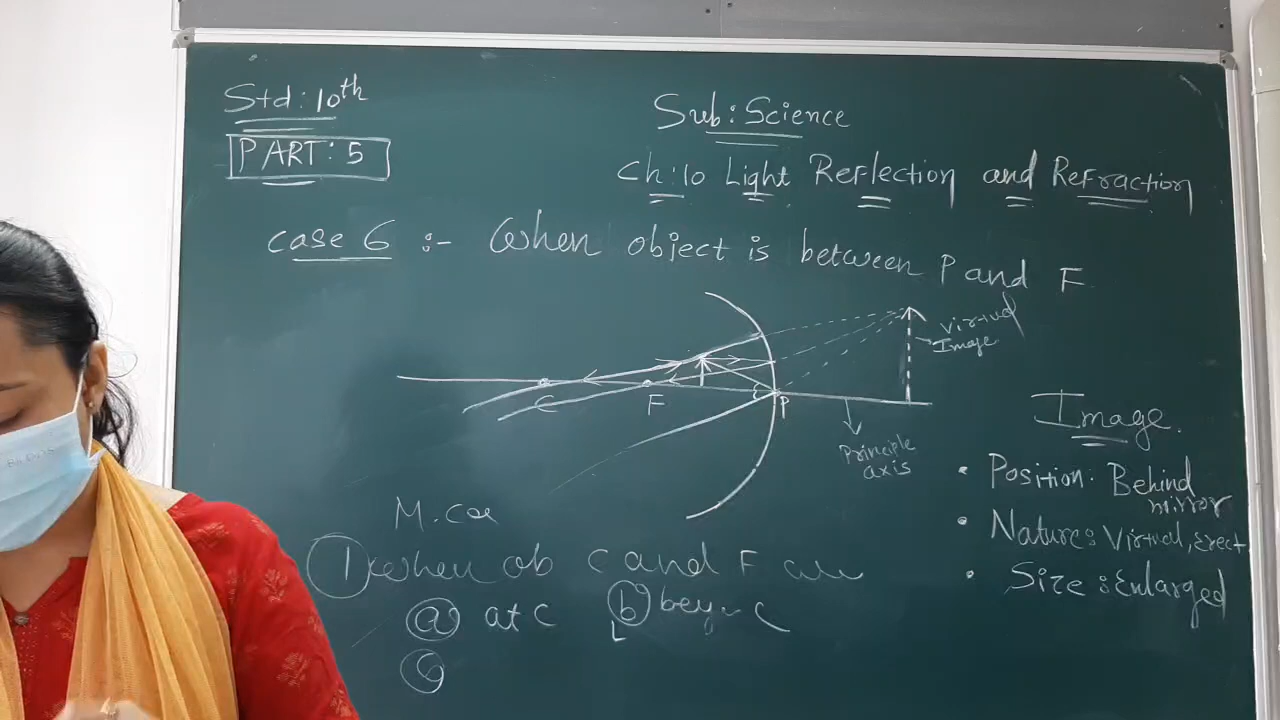 Std: 10th
Sub: Science
PART: 5
Ch: 10 Light Reflection and Refraction
Case 6 :- When object is between P and F
Virtual
Image
C
F
P
Principle
axis
Image.
• Position: Behind
mirror
• Nature: Virtual, Erect
• Size: Enlarged
M.
1 When ob C and F
a at C b C